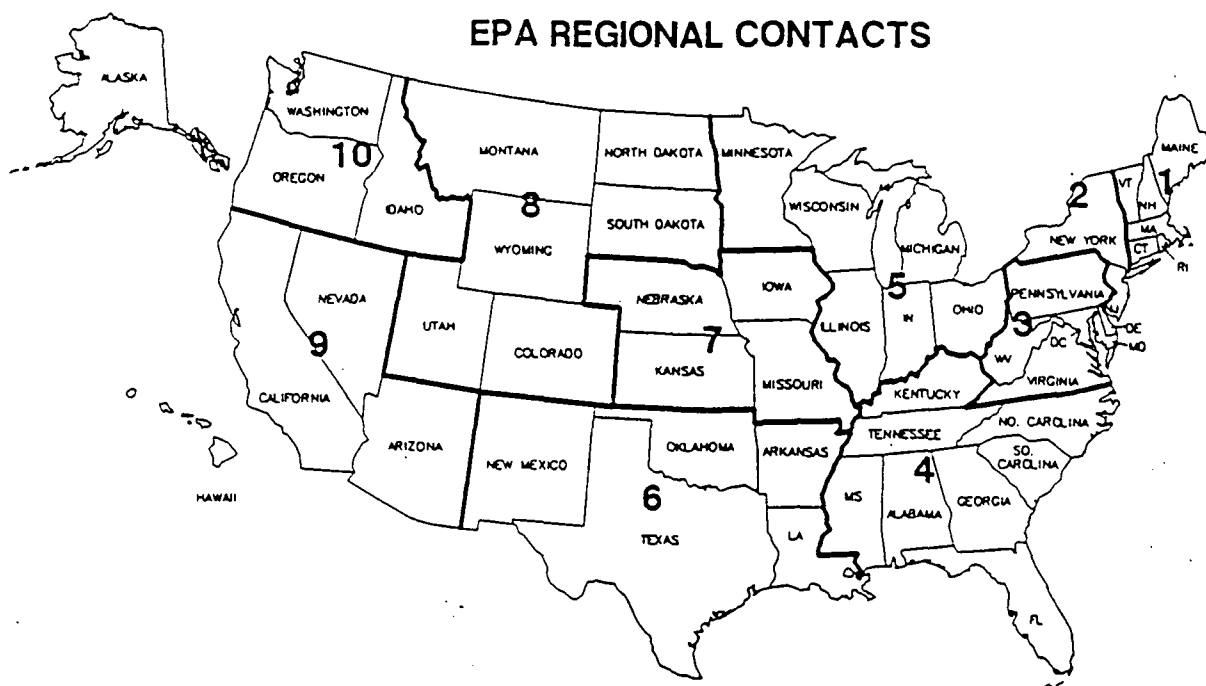 EPA REGIONAL CONTACTS
ALASKA
WASHINGTON
MONTANA
NORTH DAKOTA
MINNESOTA
MAINE
10
OREGON
IDAHO
8
SOUTH DAKOTA
WISCONSIN
MICHIGAN
2
VT
1
NH
WYOMING
NEW YORK
MA
CT
RI
NEVADA
UTAH
COLORADO
NEBRASKA
IOWA
5
ILLINOIS
IN
OHIO
PENNSYLVANIA
3
DE
MD
DC
WV
9
7
KANSAS
MISSOURI
KENTUCKY
VIRGINIA
CALIFORNIA
ARIZONA
NEW MEXICO
OKLAHOMA
ARKANSAS
TENNESSEE
NO. CAROLINA
SO.
CAROLINA
HAWAII
6
TEXAS
LA
MS
4
ALABAMA
GEORGIA
FL